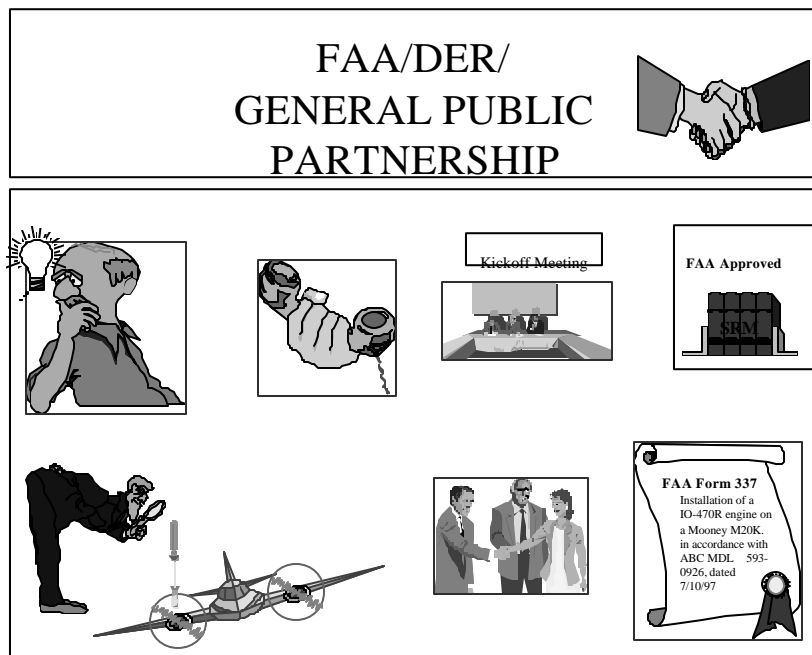 FAA/DER/
GENERAL PUBLIC
PARTNERSHIP
Kickoff Meeting
FAA Approved
SRM
FAA Form 337
Installation of a
IO-470R engine on
a Mooney M20K.
in accordance with
ABC MDL 593-
0926, dated
7/10/97